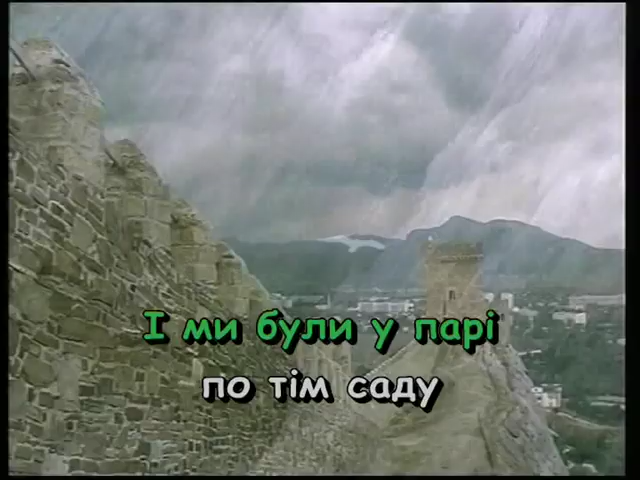 І ми були у парі
по тім саду